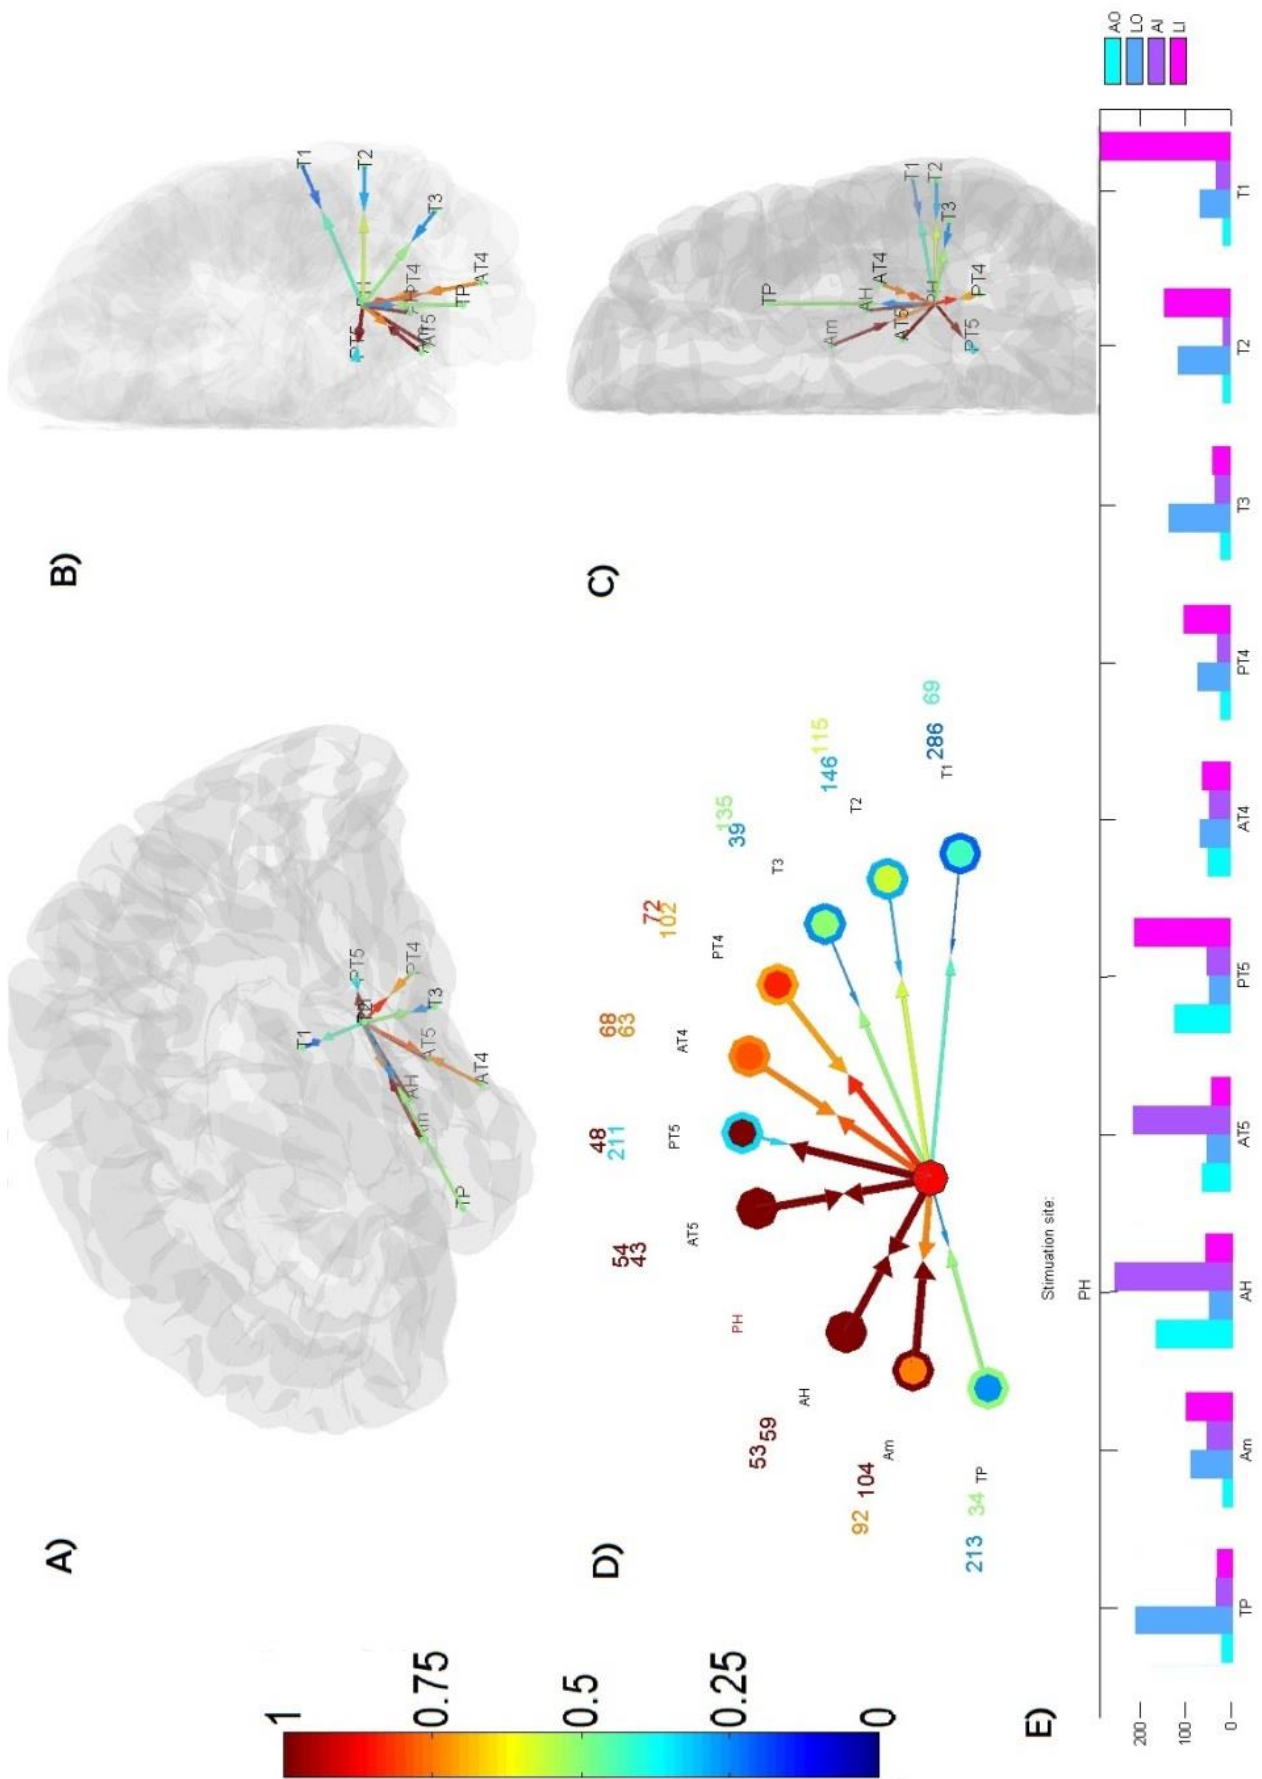 A)
T1
PT5
PT4
T3
AT5
AH
AT4
TP
B)
T1
T2
T3
PT4
AT4
TP
AT5
PT5
C)
T1
T2
T3
TP
AT4
AH
PH
PT4
Am
AT5
PT5
1
0.75
0.5
0.25
0
D)
48
211
68
63
54
43
72
102
PT5
AT4
AT5
PT4
135
39
PH
T3
53 59
AH
115
146
T2
92 104
Am
69
286
T1
213 34 TP
Stimuation site:
PH
E)
AO
LO
AI
LI
200
100
0
TP Am AH AT5 PT5 AT4 PT4 T3 T2 T1